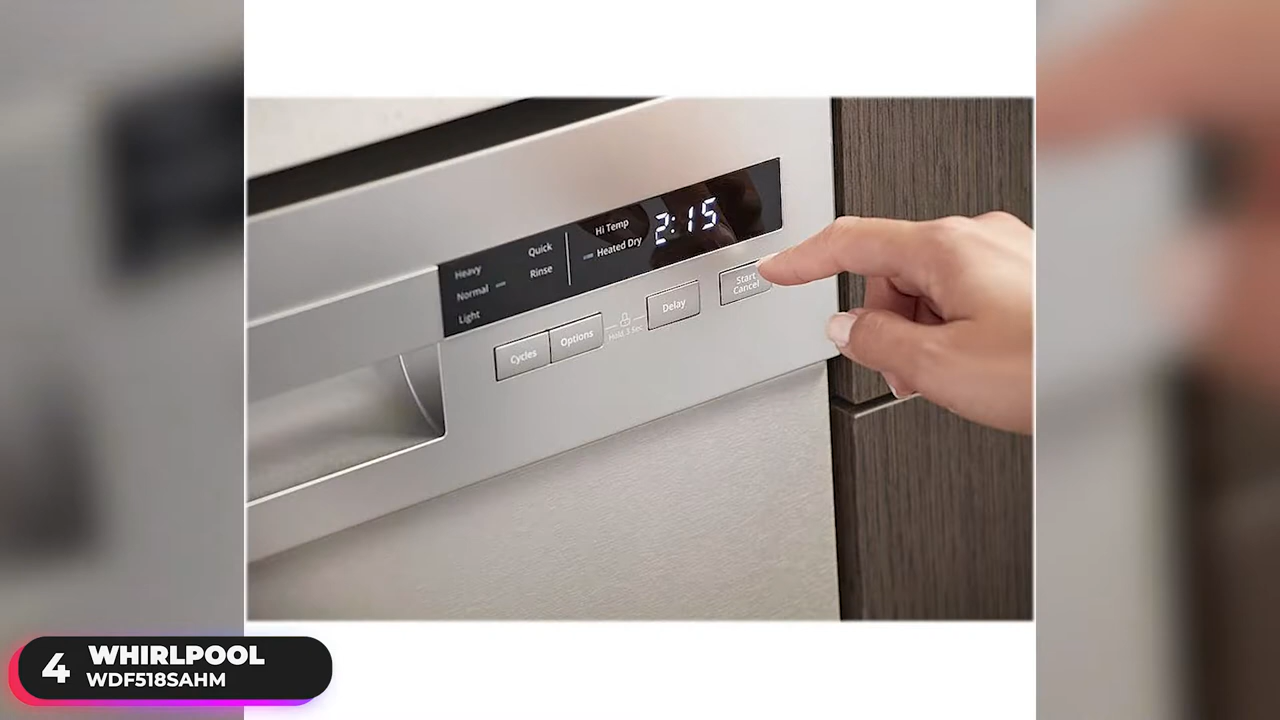 Heavy
Normal
Light
Quick
Rinse
Hi Temp
Heated Dry
2:15
Cycles
Options
Hold 3 Sec
Delay
Start
Cancel
4 WHIRLPOOL
WDF518SAHM